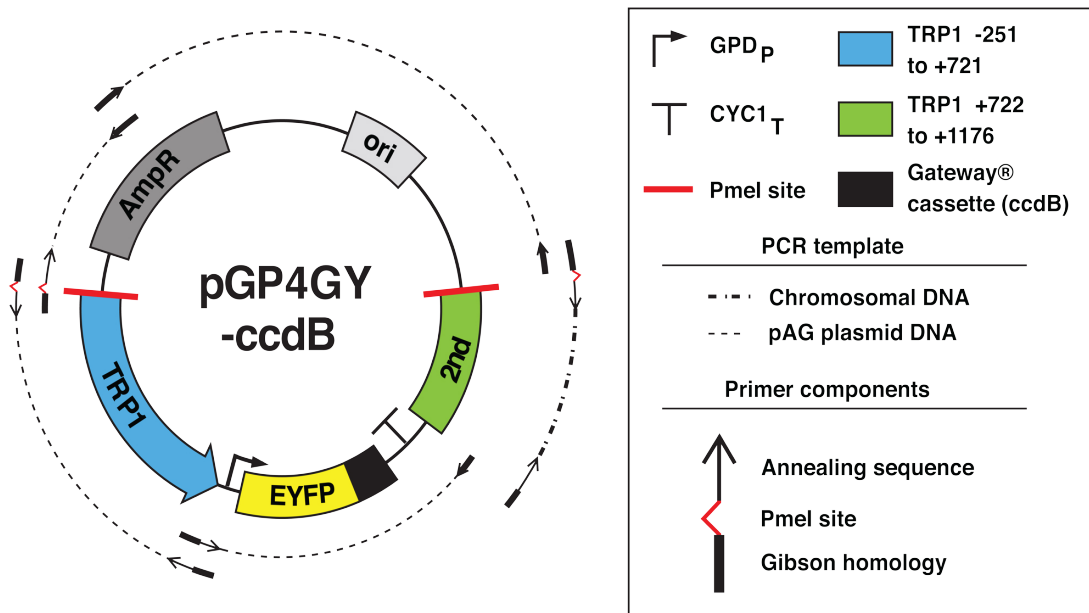 AmpR
ori
pGP4GY
-ccdB
TRP1
2nd
EYFP
GPD P
CYC1 T
PmeI site
TRP1 -251
to +721
TRP1 +722
to +1176
Gateway®
cassette (ccdB)
PCR template
Chromosomal DNA
pAG plasmid DNA
Primer components
Annealing sequence
PmeI site
Gibson homology